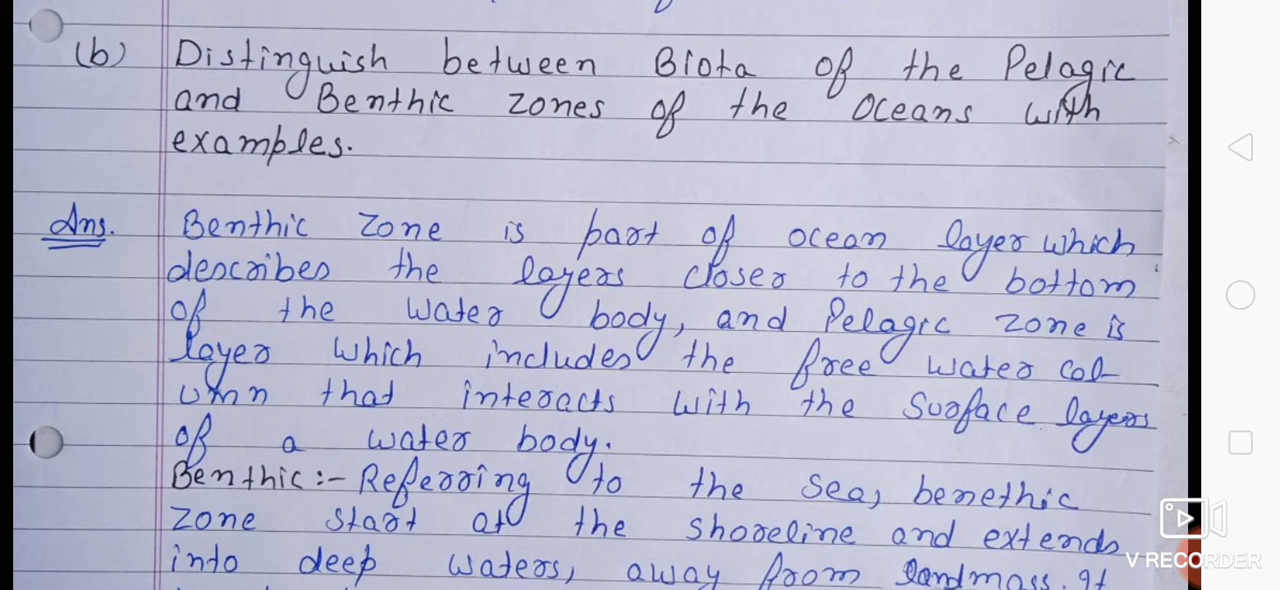 (b) Distinguish between Biota of the Pelagic
and Benthic zones of the Oceans with
examples.
Ans. Benthic zone is part of ocean layer which
describes the layers closer to the bottom
of the water body, and Pelagic zone is
layer which includes the free water col-
umn that interacts with the surface layers
of a water body.
Benthic :- Referring to the sea, benethic
zone start at the shoreline and extends
into deep waters, away from landmass. It
V RECORDER